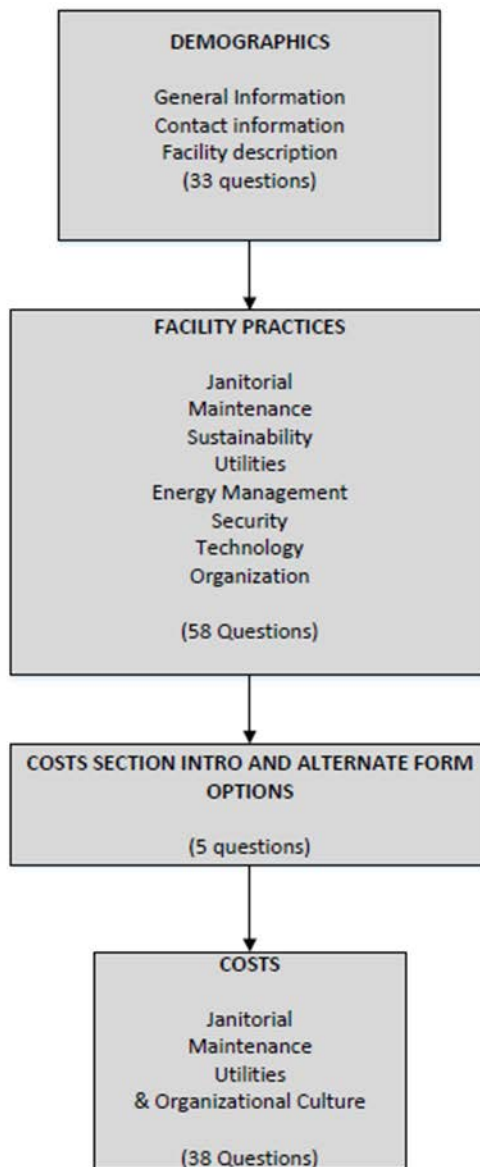 DEMOGRAPHICS
General Information
Contact information
Facility description
(33 questions)
FACILITY PRACTICES
Janitorial
Maintenance
Sustainability
Utilities
Energy Management
Security
Technology
Organization
(58 Questions)
COSTS SECTION INTRO AND ALTERNATE FORM
OPTIONS
(5 questions)
COSTS
Janitorial
Maintenance
Utilities
& Organizational Culture
(38 Questions)